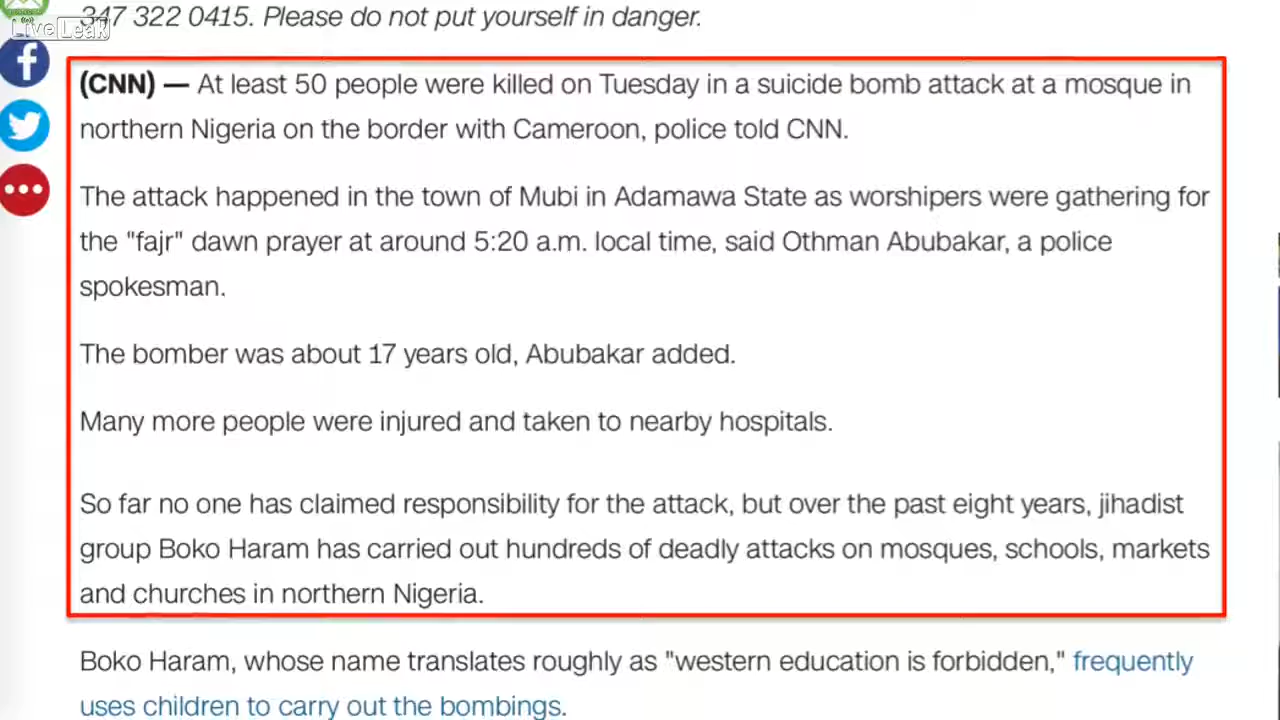 347 322 0415. Please do not put yourself in danger.
LiveLeak
(CNN) — At least 50 people were killed on Tuesday in a suicide bomb attack at a mosque in
northern Nigeria on the border with Cameroon, police told CNN.
The attack happened in the town of Mubi in Adamawa State as worshipers were gathering for
the "fajr" dawn prayer at around 5:20 a.m. local time, said Othman Abubakar, a police
spokesman.
The bomber was about 17 years old, Abubakar added.
Many more people were injured and taken to nearby hospitals.
So far no one has claimed responsibility for the attack, but over the past eight years, jihadist
group Boko Haram has carried out hundreds of deadly attacks on mosques, schools, markets
and churches in northern Nigeria.
Boko Haram, whose name translates roughly as "western education is forbidden," frequently
uses children to carry out the bombings.